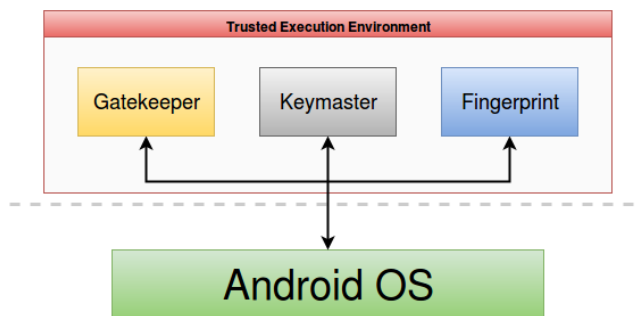 Trusted Execution Environment
Gatekeeper
Keymaster
Fingerprint
Android OS